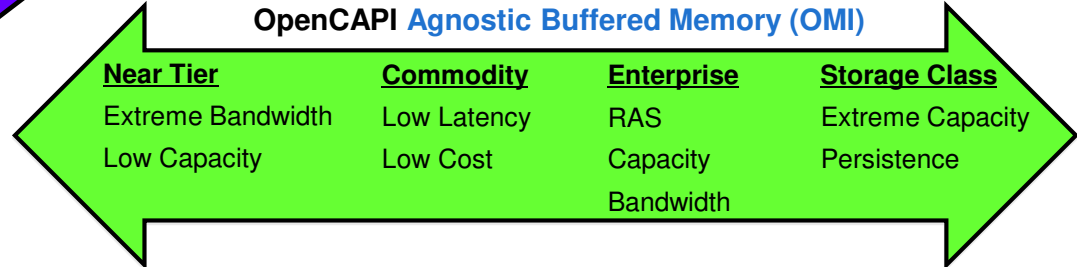 OpenCAPI Agnostic Buffered Memory (OMI)
Near Tier Commodity Enterprise Storage Class
Extreme Bandwidth Low Latency RAS Extreme Capacity
Low Capacity Low Cost Capacity Persistence
Bandwidth